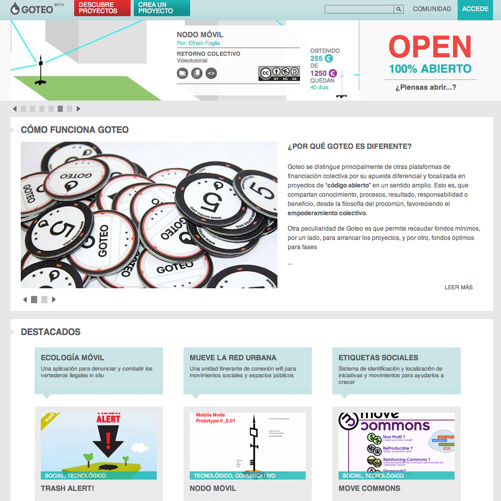 GOTEO BETA
DESCUBRE
PROYECTOS
CREA UN
PROYECTO
COMUNIDAD
ACCEDE
NODO MÓVIL
Por: Efrain Foglia
RETORNO COLECTIVO
Videotutorial
OBTENIDO
255 €
DE
1250 €
QUEDAN
40 días
OPEN
100% ABIERTO
¿Piensas abrir...?
CÓMO FUNCIONA GOTEO
GOTEO
5
¿POR QUÉ GOTEO ES DIFERENTE?
Goteo se distingue principalmente de otras plataformas de
financiación colectiva por su apuesta diferencial y focalizada en
proyectos de "código abierto" en un sentido amplio. Esto es, que
compartan conocimiento, procesos, resultado, responsabilidad o
beneficio, desde la filosofía del procomún, favoreciendo el
empoderamiento colectivo.
Otra peculiaridad de Goteo es que permite recaudar fondos mínimos,
por un lado, para arrancar los proyectos, y por otro, fondos óptimos
para fases
...
LEER MÁS
DESTACADOS
ECOLOGÍA MÓVIL
Una aplicación para denunciar y combatir los
vertederos ilegales in situ
MUEVE LA RED URBANA
Una unidad itinerante de conexión wifi para
movimientos sociales y espacios públicos
ETIQUETAS SOCIALES
Sistema de identificación y localización de
iniciativas y movimientos para ayudarlos a
crecer
ALERT
SOCIAL, TECNOLÓGICO
TRASH ALERT!
Mobile Node
Prototype V_0.01
TECNOLÓGICO, COMUNICATIVO
NODO MOVIL
move
commons
Non Profit ?
Reproducible ?
Reinforcing Commons ?
SOCIAL, TECNOLÓGICO
MOVE COMMONS